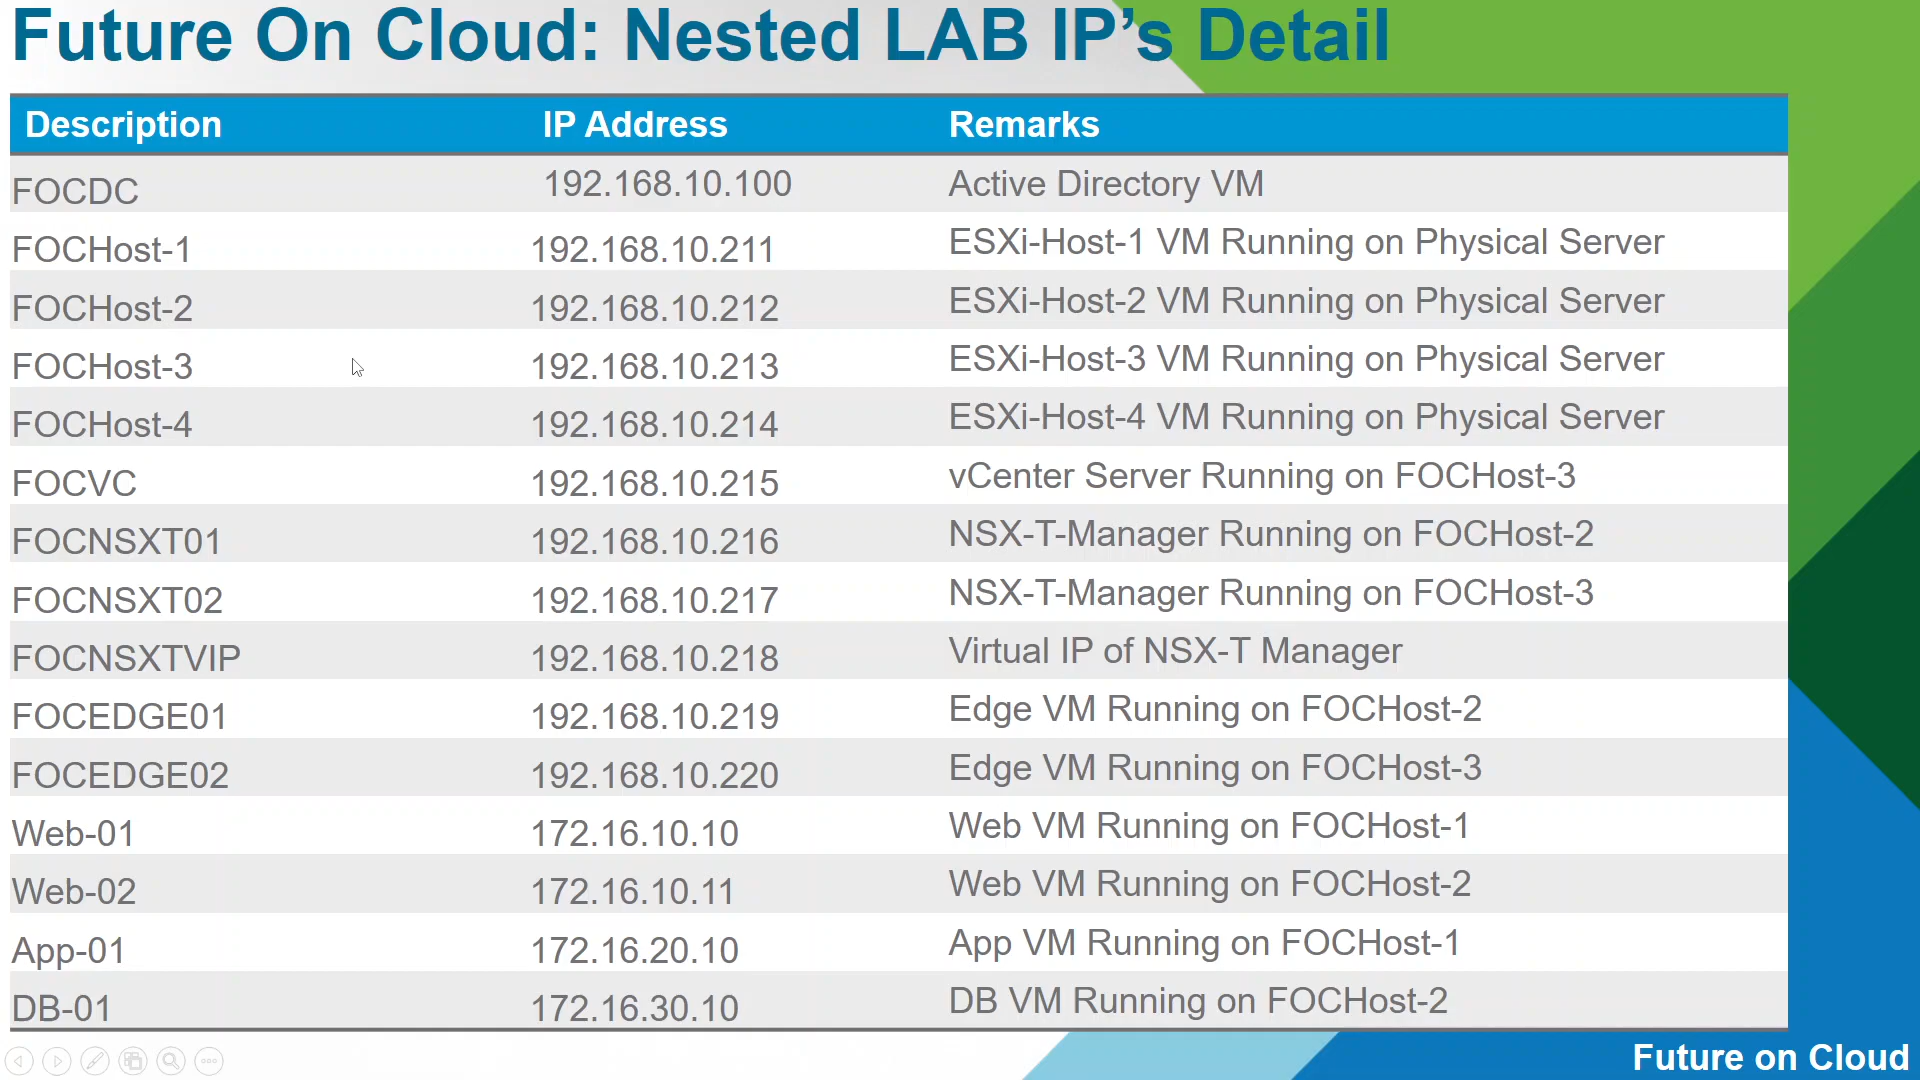 Future On Cloud: Nested LAB IP’s Detail
Description IP Address Remarks
FOCDC 192.168.10.100 Active Directory VM
FOCHost-1 192.168.10.211 ESXi-Host-1 VM Running on Physical Server
FOCHost-2 192.168.10.212 ESXi-Host-2 VM Running on Physical Server
FOCHost-3 192.168.10.213 ESXi-Host-3 VM Running on Physical Server
FOCHost-4 192.168.10.214 ESXi-Host-4 VM Running on Physical Server
FOCVC 192.168.10.215 vCenter Server Running on FOCHost-3
FOCNSXT01 192.168.10.216 NSX-T-Manager Running on FOCHost-2
FOCNSXT02 192.168.10.217 NSX-T-Manager Running on FOCHost-3
FOCNSXTVIP 192.168.10.218 Virtual IP of NSX-T Manager
FOCEDGE01 192.168.10.219 Edge VM Running on FOCHost-2
FOCEDGE02 192.168.10.220 Edge VM Running on FOCHost-3
Web-01 172.16.10.10 Web VM Running on FOCHost-1
Web-02 172.16.10.11 Web VM Running on FOCHost-2
App-01 172.16.20.10 App VM Running on FOCHost-1
DB-01 172.16.30.10 DB VM Running on FOCHost-2
Future on Cloud